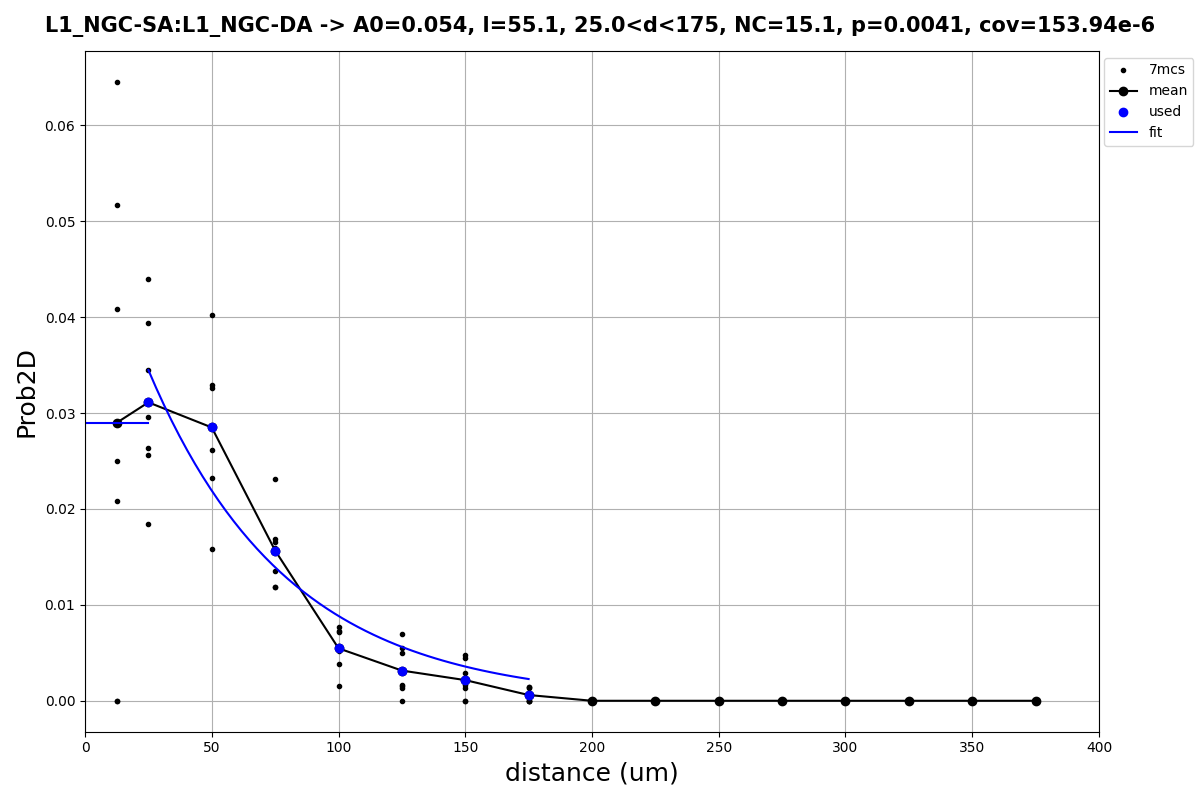 L1_NGC-SA:L1_NGC-DA -> A0=0.054, l=55.1, 25.0<d<175, NC=15.1, p=0.0041, cov=153.94e-6
7mcs
mean
used
fit
0.06
0.05
0.04
0.03
0.02
0.01
0.00
Prob2D
0 50 100 150 200 250 300 350 400
distance (um)